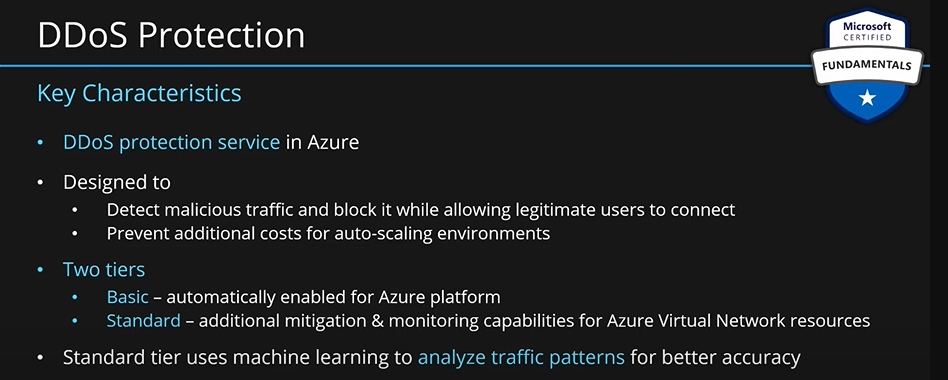 DDoS Protection
Microsoft
CERTIFIED
FUNDAMENTALS
Key Characteristics
• DDoS protection service in Azure
• Designed to
• Detect malicious traffic and block it while allowing legitimate users to connect
• Prevent additional costs for auto-scaling environments
• Two tiers
• Basic – automatically enabled for Azure platform
• Standard – additional mitigation & monitoring capabilities for Azure Virtual Network resources
• Standard tier uses machine learning to analyze traffic patterns for better accuracy